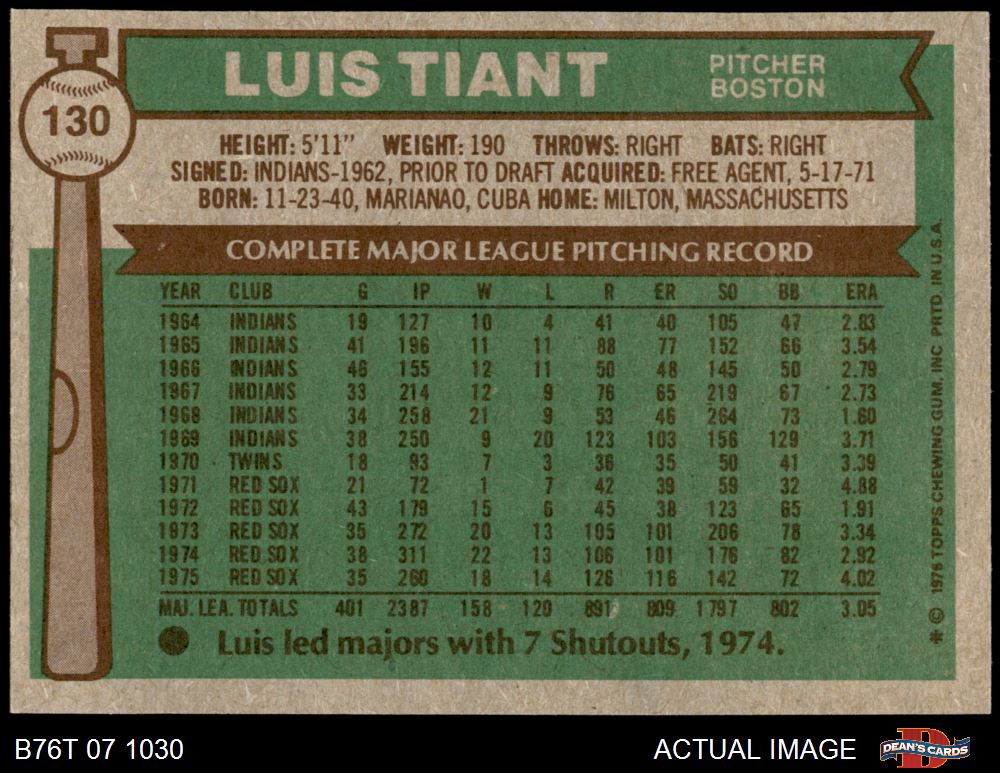 LUIS TIANT
PITCHER
BOSTON
130
HEIGHT: 5'11" WEIGHT: 190 THROWS: RIGHT BATS: RIGHT
SIGNED: INDIANS-1962, PRIOR TO DRAFT ACQUIRED: FREE AGENT, 5-17-71
BORN: 11-23-40, MARIANAO, CUBA HOME: MILTON, MASSACHUSETTS
COMPLETE MAJOR LEAGUE PITCHING RECORD
YEAR CLUB G IP W L R ER SO BB ERA
1964 INDIANS 19 127 10 4 41 40 105 47 2.83
1965 INDIANS 41 196 11 11 88 77 152 66 3.54
1966 INDIANS 46 155 12 11 50 48 145 50 2.79
1967 INDIANS 33 214 12 9 76 65 219 67 2.73
1968 INDIANS 34 258 21 9 53 46 264 73 1.60
1969 INDIANS 38 250 9 20 123 103 156 129 3.71
1970 TWINS 18 93 7 3 36 35 50 41 3.39
1971 RED SOX 21 72 1 7 42 39 59 32 4.88
1972 RED SOX 43 179 15 6 45 38 123 65 1.91
1973 RED SOX 35 272 20 13 105 101 206 78 3.34
1974 RED SOX 38 311 22 13 106 101 176 82 2.92
1975 RED SOX 35 260 18 14 126 116 142 72 4.02
MAJ. LEA. TOTALS 401 2387 158 120 891 809 1797 802 3.05
Luis led majors with 7 Shutouts, 1974.
* © 1976 TOPPS CHEWING GUM, INC PRTD IN U.S.A.
B76T 07 1030
ACTUAL IMAGE
DEAN'S CARDS